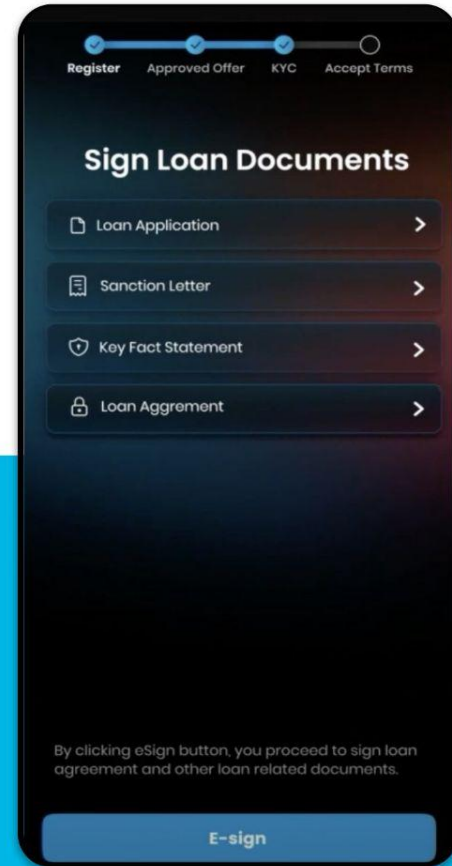 Register Approved Offer KYC Accept Terms
Sign Loan Documents
Loan Application
Sanction Letter
Key Fact Statement
Loan Aggrement
By clicking eSign button, you proceed to sign loan
agreement and other loan related documents.
E-sign